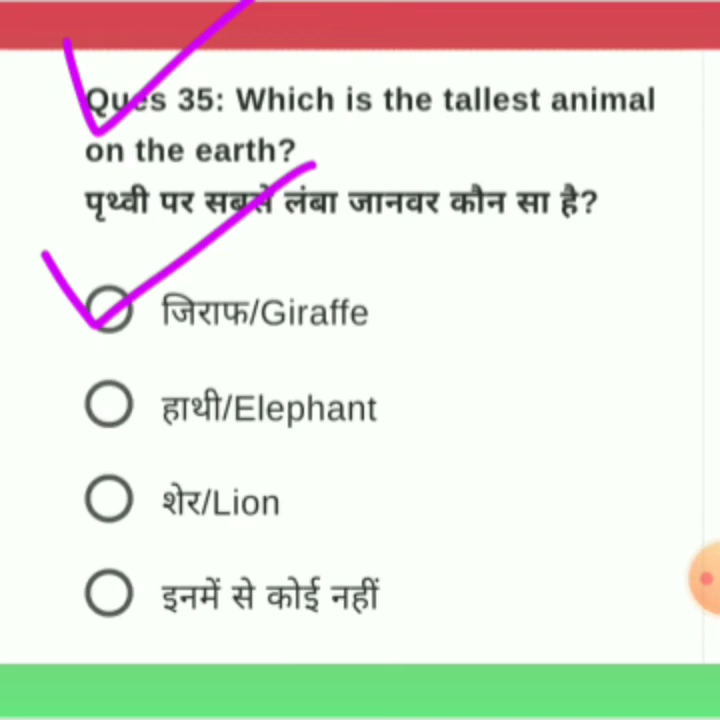 Ques 35: Which is the tallest animal
on the earth?
पृथ्वी पर सबसे लंबा जानवर कौन सा है?
जिराफ/Giraffe
हाथी/Elephant
शेर/Lion
इनमें से कोई नहीं